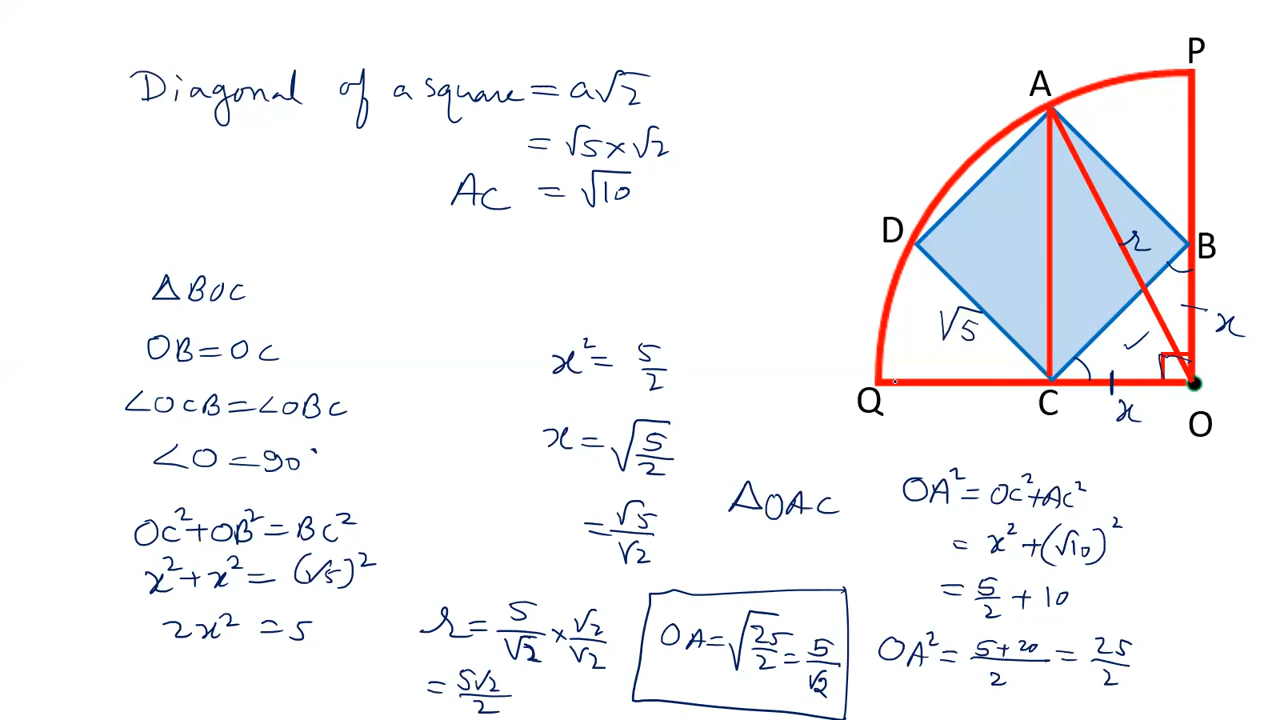 Diagonal of a square = a√2
= √5 × √2
AC = √10
△BOC
OB = OC
∠OCB = ∠OBC
∠O = 90°
OC² + OB² = BC²
x² + x² = (√5)²
2x² = 5
x² = 5/2
x = √(5/2)
= √5/√2
△OAC
OA² = OC² + AC²
= x² + (√10)²
= 5/2 + 10
OA² = (5+20)/2 = 25/2
OA = √(25/2) = 5/√2
r = 5/√2 × √2/√2
= 5√2/2
P
A
D
r
B
√5
x
Q
C
x
O